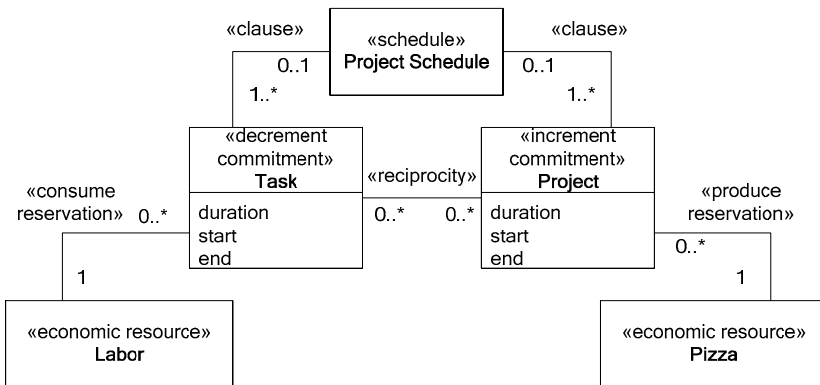 «clause»
«schedule»
Project Schedule
«clause»
0..1
0..1
1..*
1..*
«decrement
commitment»
Task
duration
start
end
«reciprocity»
0..*
0..*
«increment
commitment»
Project
duration
start
end
«consume
reservation»
0..*
1
«produce
reservation»
0..*
1
«economic resource»
Labor
«economic resource»
Pizza